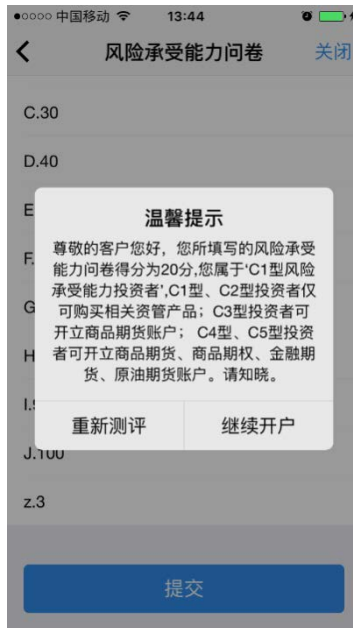 中国移动 13:44
风险承受能力问卷 关闭
C.30
D.40
E
F.
温馨提示
尊敬的客户您好，您所填写的风险承受
能力问卷得分为20分,您属于‘C1型风险
承受能力投资者’,C1型、C2型投资者仅
可购买相关资管产品；C3型投资者可
开立商品期货账户； C4型、C5型投资
者可开立商品期货、商品期权、金融期
货、原油期货账户。请知晓。
G
H
重新测评 继续开户
J.100
z.3
提交